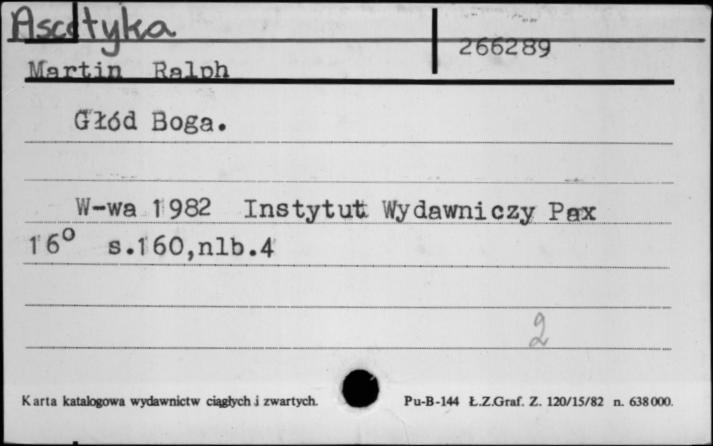 Ascetyka
266289
Martin Ralph
Głód Boga.
W-wa 1982 Instytut Wydawniczy Pax
16º s.160,nlb.4
2
Karta katalogowa wydawnictw ciągłych i zwartych. Pu-B-144 Ł.Z.Graf. Z. 120/15/82 n. 638000.